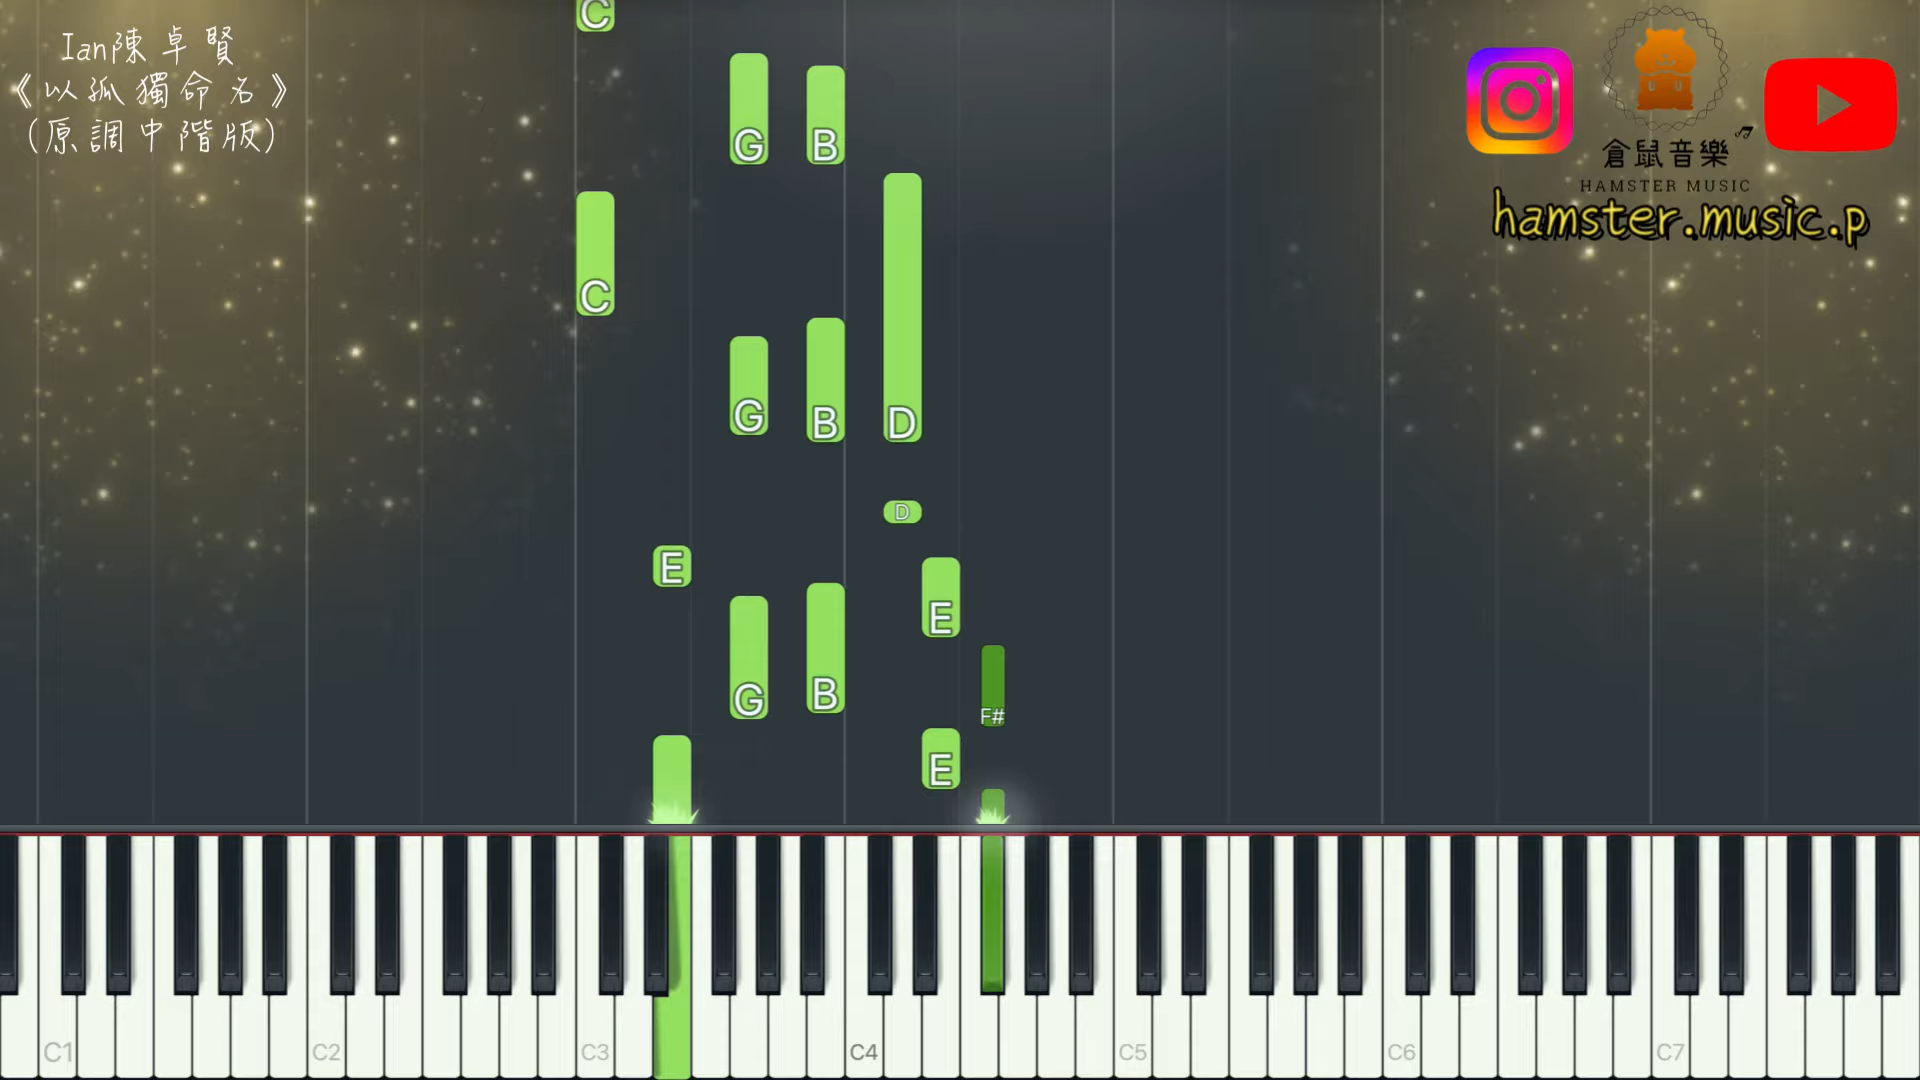 Ian陳卓賢
《以孤獨命名》
(原調中階版)
倉鼠音樂
HAMSTER MUSIC
hamster.music.p
C
G B
C
G B D
D
E
E
G B
F#
E
C1 C2 C3 C4 C5 C6 C7